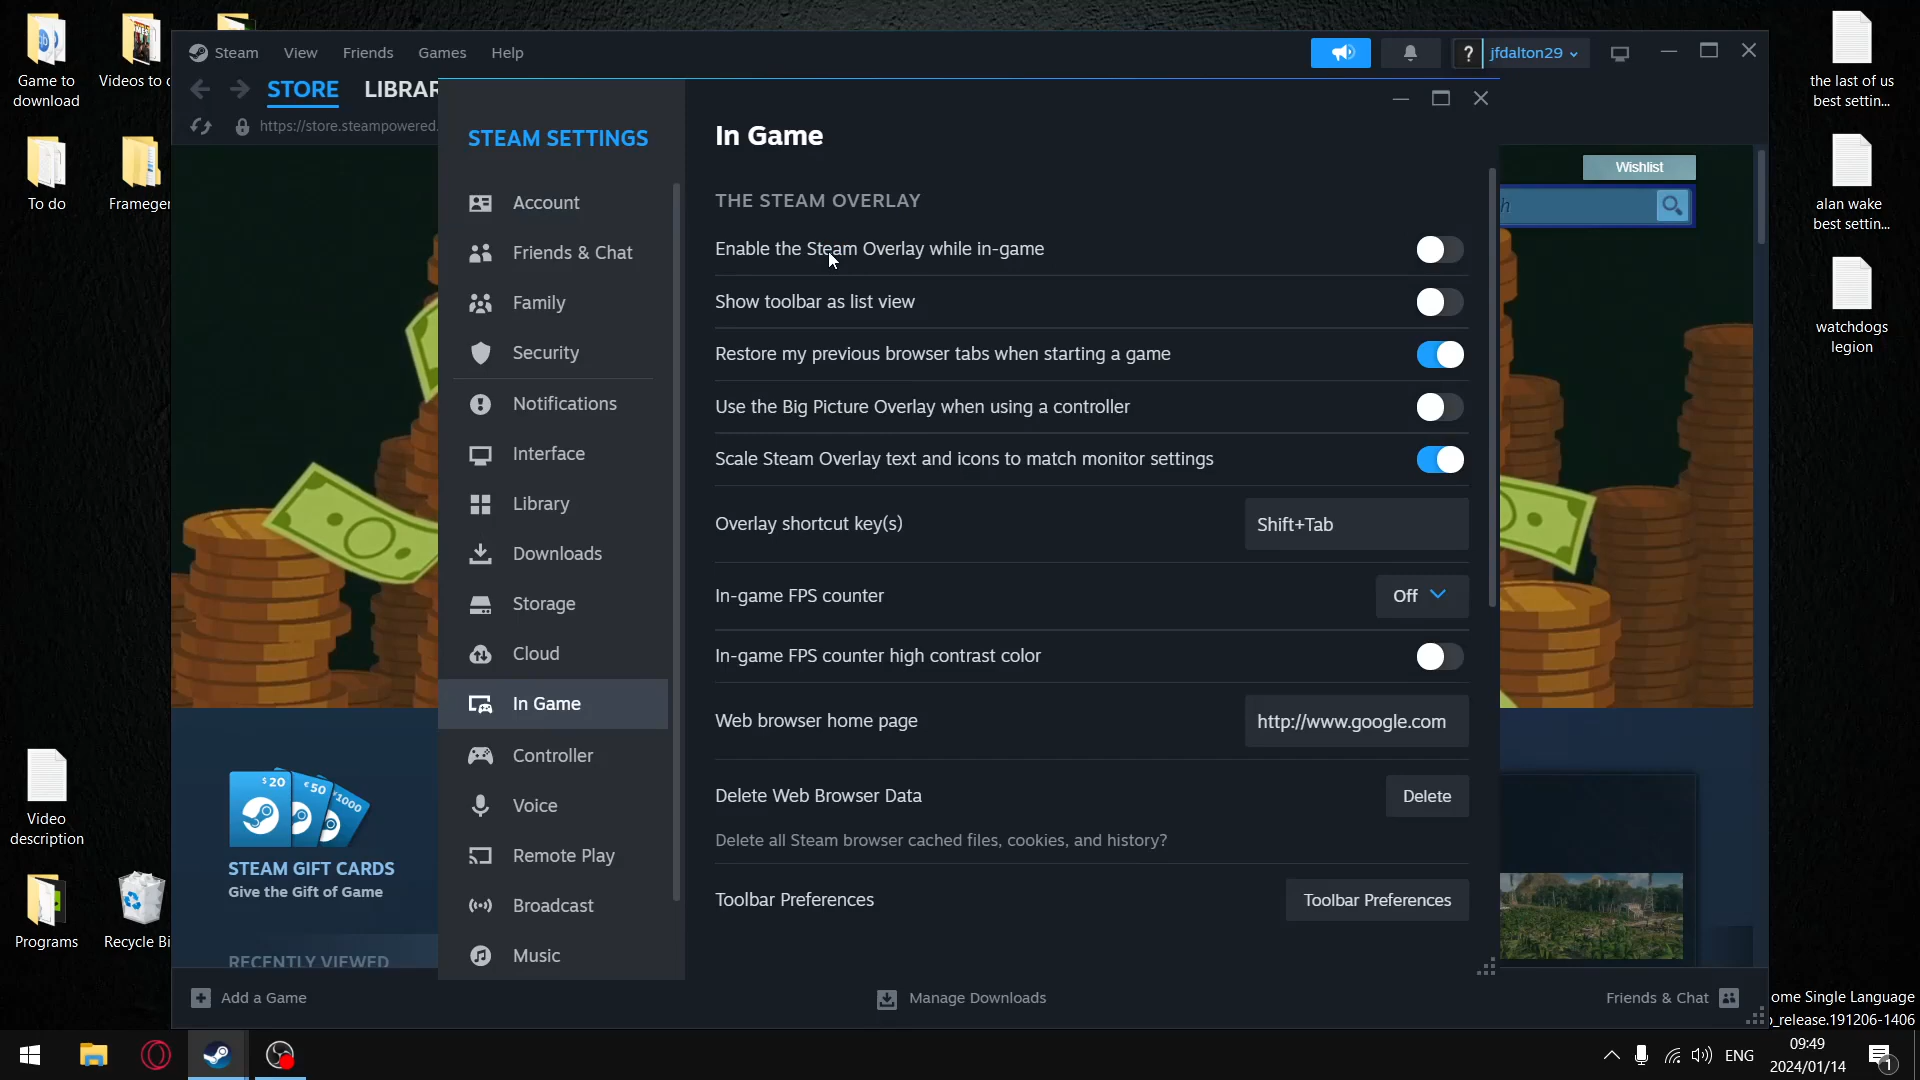 Game to
download
Videos to
To do
Framege
Video
description
Programs
Recycle Bi
Steam
View
Friends
Games
Help
?
jfdalton29
STORE
LIBRAR
https://store.steampowered.
Wishlist
h
STEAM SETTINGS
Account
Friends & Chat
Family
Security
Notifications
Interface
Library
Downloads
Storage
Cloud
In Game
Controller
Voice
Remote Play
Broadcast
Music
In Game
THE STEAM OVERLAY
Enable the Steam Overlay while in-game
Show toolbar as list view
Restore my previous browser tabs when starting a game
Use the Big Picture Overlay when using a controller
Scale Steam Overlay text and icons to match monitor settings
Overlay shortcut key(s)
Shift+Tab
In-game FPS counter
Off
In-game FPS counter high contrast color
Web browser home page
http://www.google.com
Delete Web Browser Data
Delete
Delete all Steam browser cached files, cookies, and history?
Toolbar Preferences
Toolbar Preferences
$20
€50
¥1000
STEAM GIFT CARDS
Give the Gift of Game
RECENTLY VIEWED
Add a Game
Manage Downloads
Friends & Chat
the last of us
best settin...
alan wake
best settin...
watchdogs
legion
ome Single Language
_release.191206-1406
ENG
09:49
2024/01/14
1